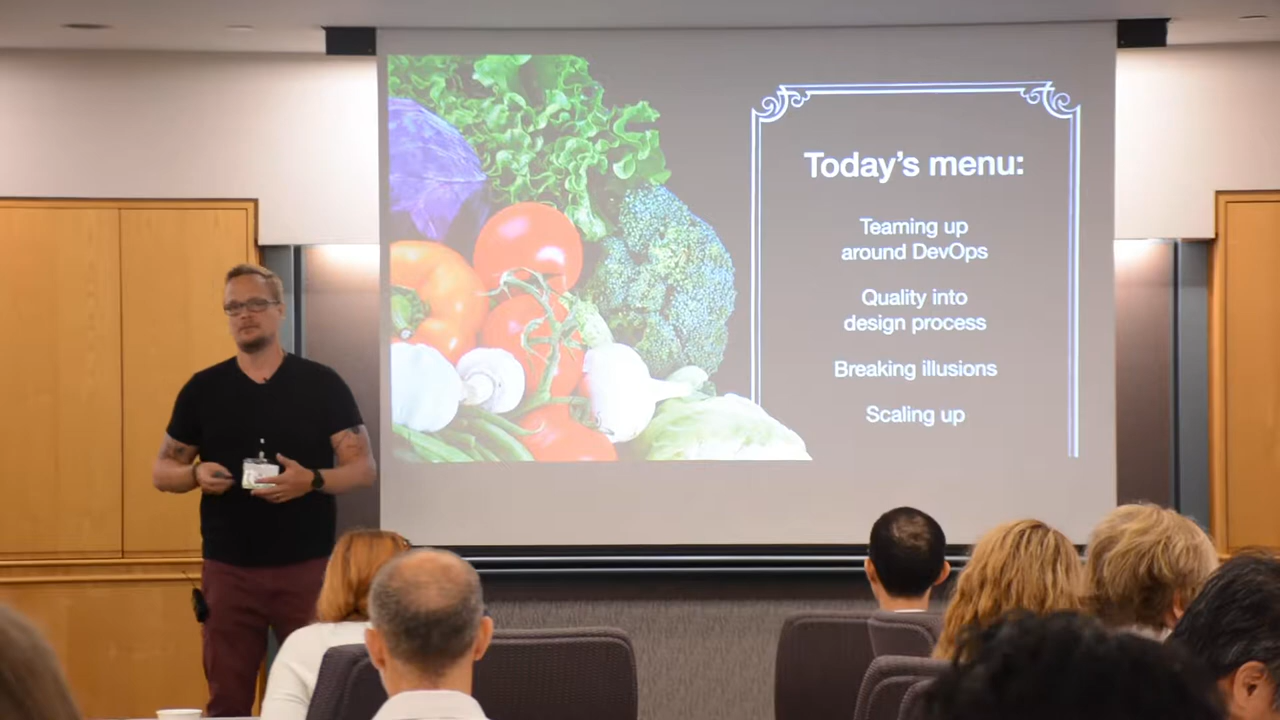 Today's menu:
Teaming up
around DevOps
Quality into
design process
Breaking illusions
Scaling up